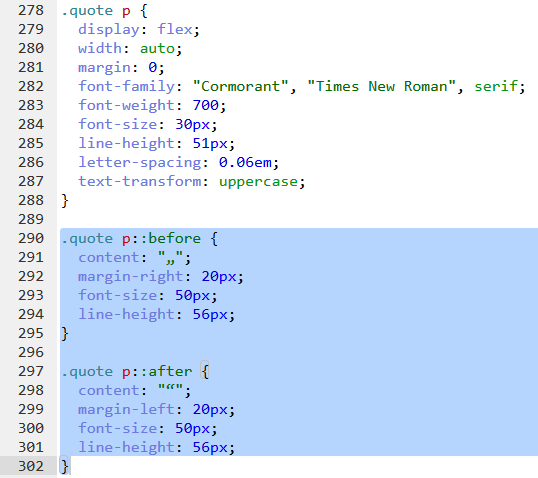 278 .quote p {
279 display: flex;
280 width: auto;
281 margin: 0;
282 font-family: "Cormorant", "Times New Roman", serif;
283 font-weight: 700;
284 font-size: 30px;
285 line-height: 51px;
286 letter-spacing: 0.06em;
287 text-transform: uppercase;
288 }
289
290 .quote p::before {
291 content: "„";
292 margin-right: 20px;
293 font-size: 50px;
294 line-height: 56px;
295 }
296
297 .quote p::after {
298 content: "“";
299 margin-left: 20px;
300 font-size: 50px;
301 line-height: 56px;
302 }